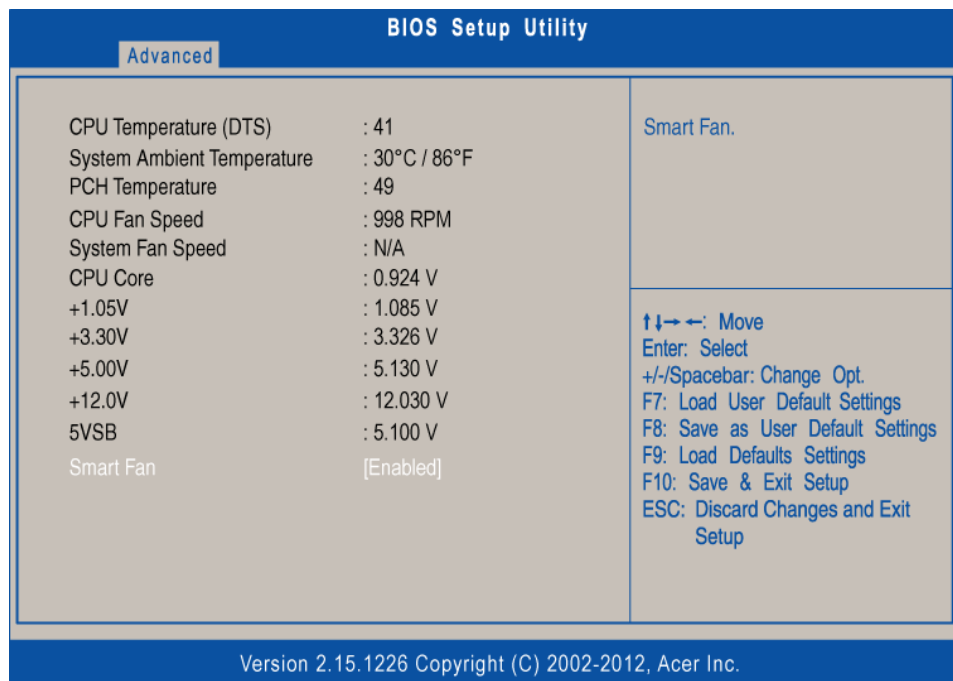 BIOS Setup Utility
Advanced
CPU Temperature (DTS) : 41
System Ambient Temperature : 30°C / 86°F
PCH Temperature : 49
CPU Fan Speed : 998 RPM
System Fan Speed : N/A
CPU Core : 0.924 V
+1.05V : 1.085 V
+3.30V : 3.326 V
+5.00V : 5.130 V
+12.0V : 12.030 V
5VSB : 5.100 V
Smart Fan [Enabled]
Smart Fan.
↑↓→←: Move
Enter: Select
+/-/Spacebar: Change Opt.
F7: Load User Default Settings
F8: Save as User Default Settings
F9: Load Defaults Settings
F10: Save & Exit Setup
ESC: Discard Changes and Exit
Setup
Version 2.15.1226 Copyright (C) 2002-2012, Acer Inc.